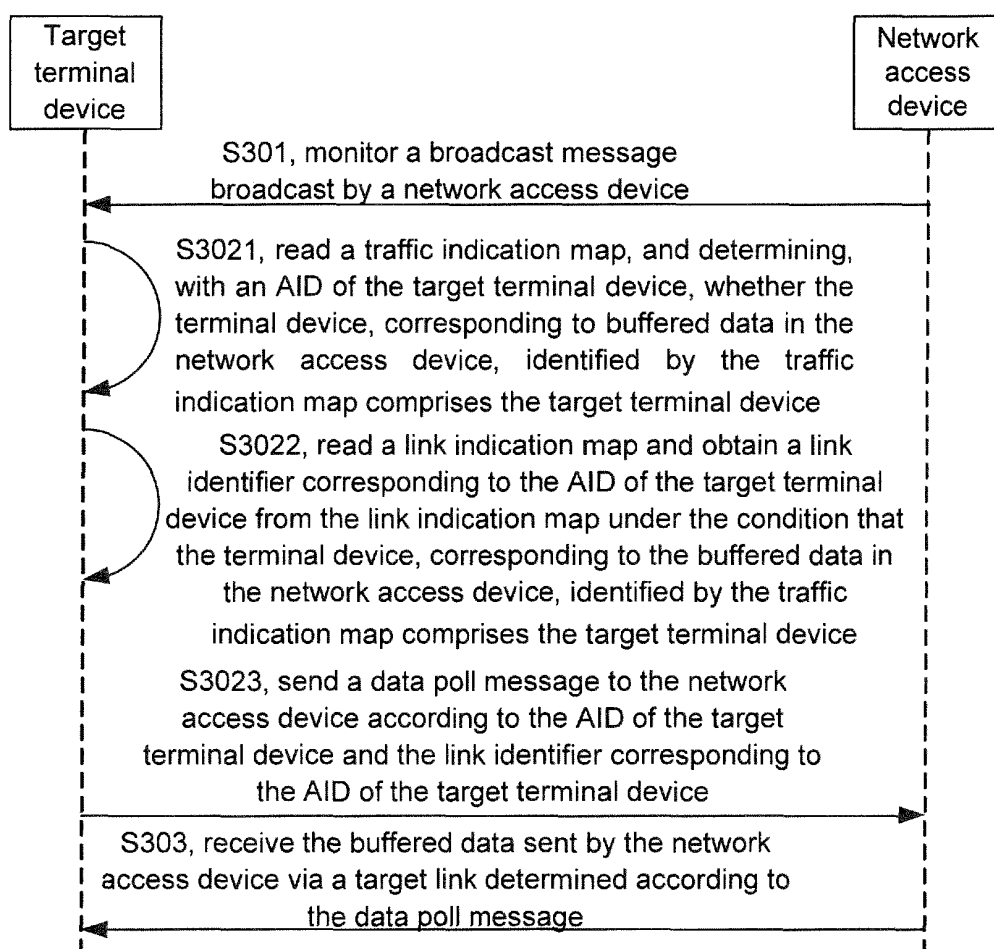 Target
terminal
device
Network
access
device
S301, monitor a broadcast message
broadcast by a network access device
S3021, read a traffic indication map, and determining,
with an AID of the target terminal device, whether the
terminal device, corresponding to buffered data in the
network access device, identified by the traffic
indication map comprises the target terminal device
S3022, read a link indication map and obtain a link
identifier corresponding to the AID of the target terminal
device from the link indication map under the condition that
the terminal device, corresponding to the buffered data in
the network access device, identified by the traffic
indication map comprises the target terminal device
S3023, send a data poll message to the network
access device according to the AID of the target
terminal device and the link identifier corresponding to
the AID of the target terminal device
S303, receive the buffered data sent by the network
access device via a target link determined according to
the data poll message